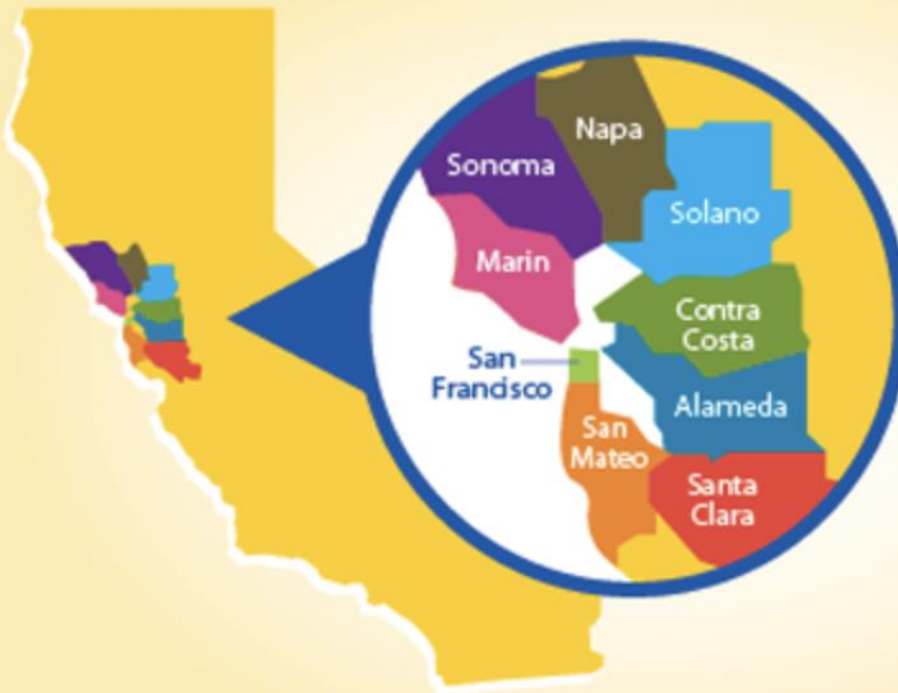 Napa
Sonoma
Solano
Marin
Contra
Costa
San
Francisco
Alameda
San
Mateo
Santa
Clara